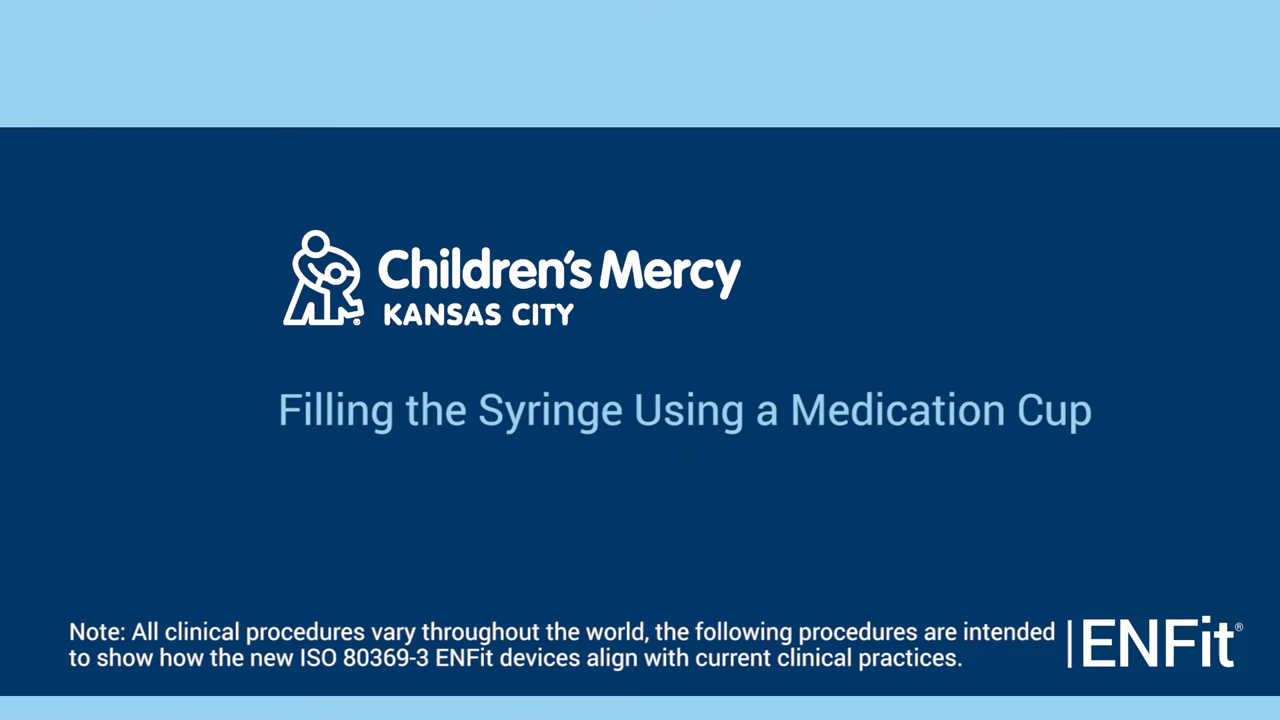 Children's Mercy
KANSAS CITY
Filling the Syringe Using a Medication Cup
Note: All clinical procedures vary throughout the world, the following procedures are intended
to show how the new ISO 80369-3 ENFit devices align with current clinical practices.
ENFit®